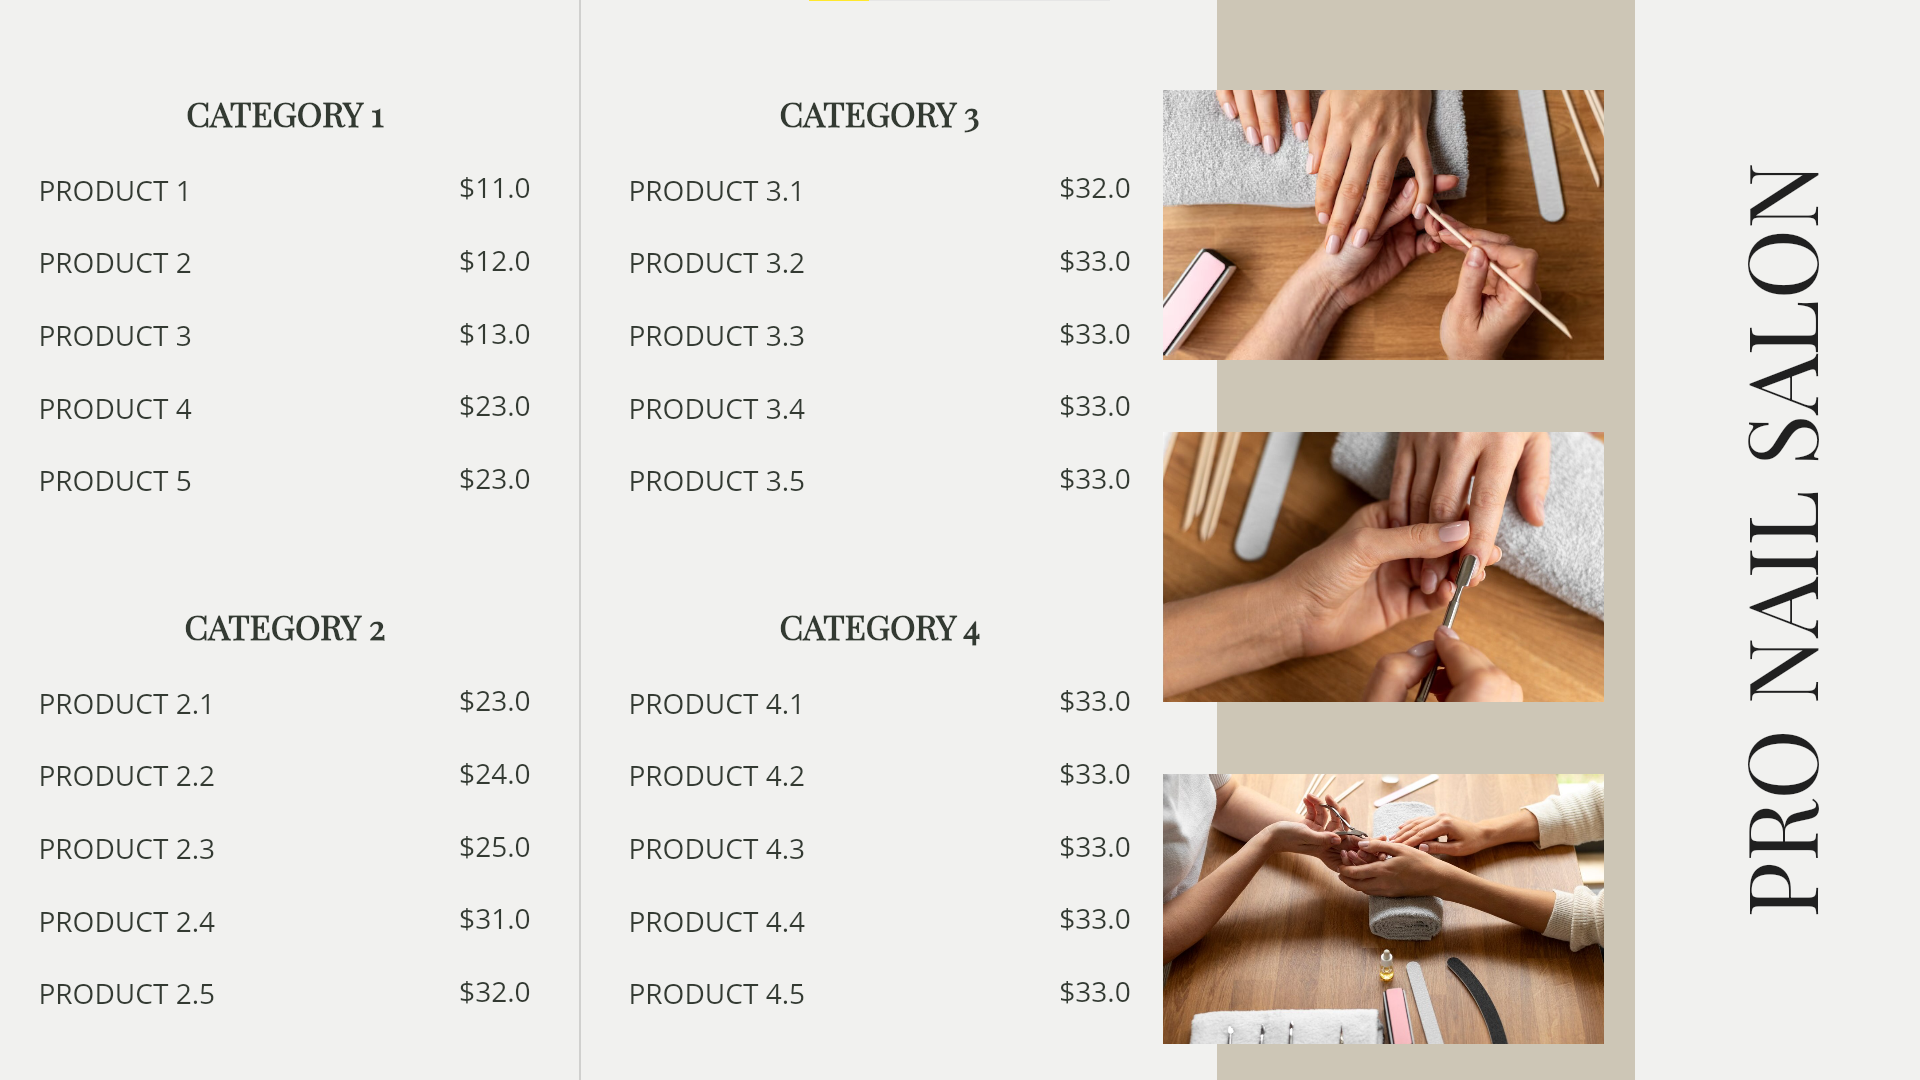 CATEGORY 1
PRODUCT 1 $11.0
PRODUCT 2 $12.0
PRODUCT 3 $13.0
PRODUCT 4 $23.0
PRODUCT 5 $23.0
CATEGORY 2
PRODUCT 2.1 $23.0
PRODUCT 2.2 $24.0
PRODUCT 2.3 $25.0
PRODUCT 2.4 $31.0
PRODUCT 2.5 $32.0
CATEGORY 3
PRODUCT 3.1 $32.0
PRODUCT 3.2 $33.0
PRODUCT 3.3 $33.0
PRODUCT 3.4 $33.0
PRODUCT 3.5 $33.0
CATEGORY 4
PRODUCT 4.1 $33.0
PRODUCT 4.2 $33.0
PRODUCT 4.3 $33.0
PRODUCT 4.4 $33.0
PRODUCT 4.5 $33.0
PRO NAIL SALON